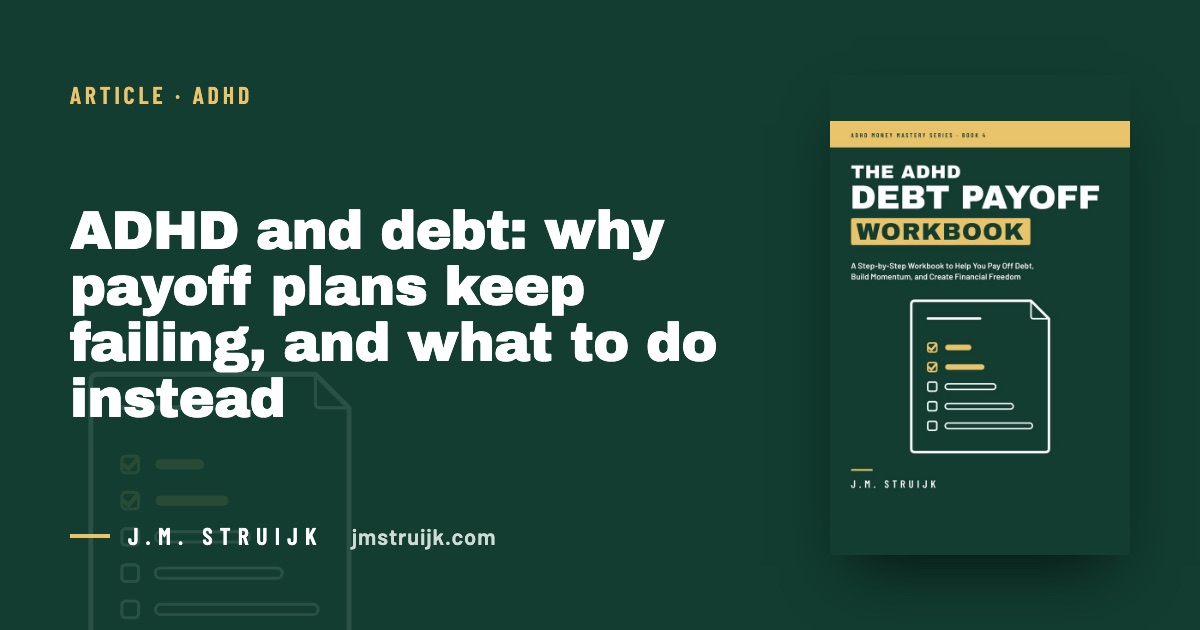 ARTICLE · ADHD
ADHD and debt: why
payoff plans keep
failing, and what to do
instead
J.M. STRUIJK
jmstruijk.com
ADHD MONEY MASTERY SERIES · BOOK 4
THE ADHD
DEBT PAYOFF
WORKBOOK
A Step-by-Step Workbook to Help You Pay Off Debt,
Build Momentum, and Create Financial Freedom
J.M. STRUIJK